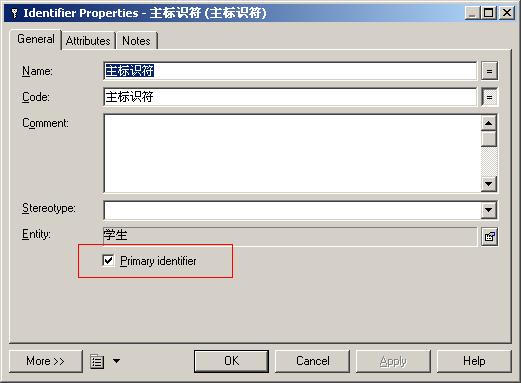 Identifier Properties - 主标识符 (主标识符)
General Attributes Notes
Name: 主标识符 =
Code: 主标识符 =
Comment:
Stereotype:
Entity: 学生
Primary identifier
More >> OK Cancel Apply Help